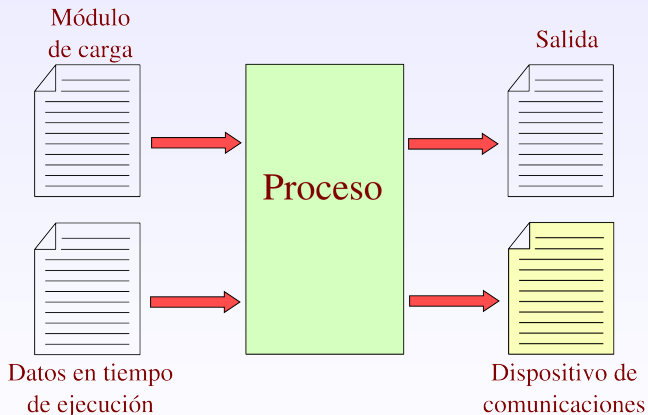 Módulo
de carga
Salida
Proceso
Datos en tiempo
de ejecución
Dispositivo de
comunicaciones